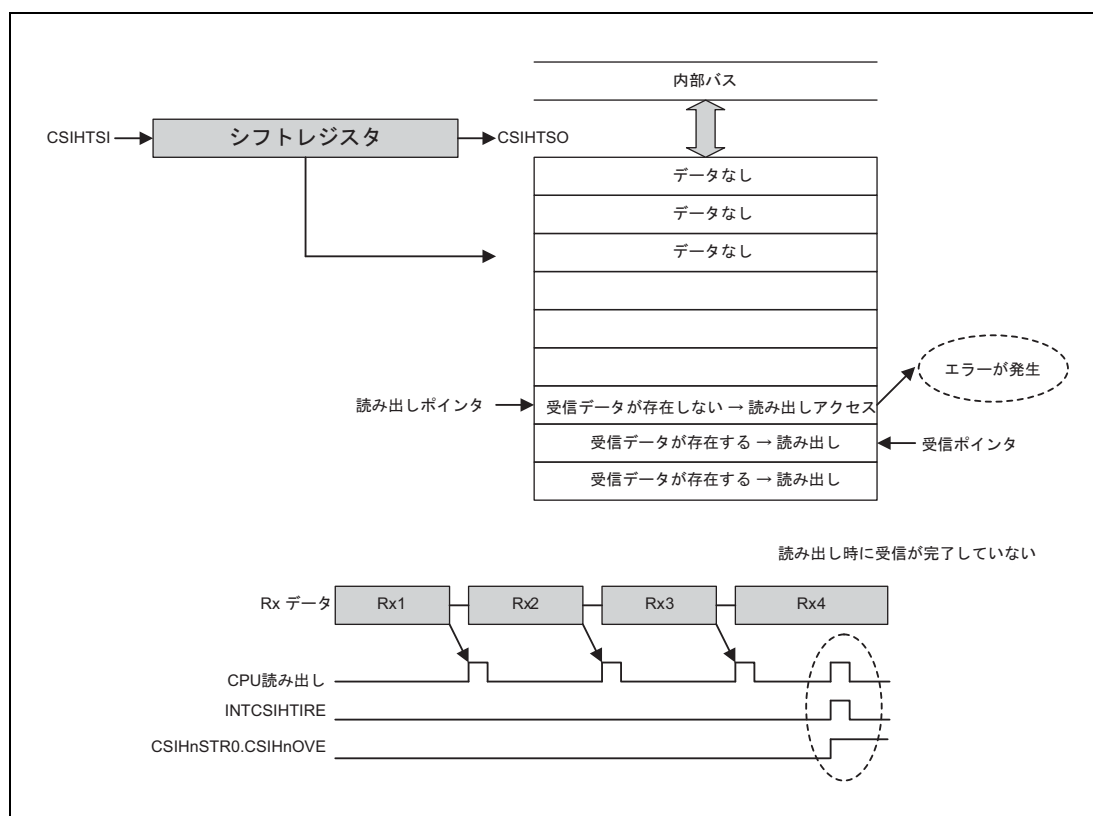 内部バス
CSIHTSI
シフトレジスタ
CSIHTSO
データなし
データなし
データなし
エラーが発生
読み出しポインタ
受信データが存在しない → 読み出しアクセス
受信データが存在する → 読み出し
受信ポインタ
受信データが存在する → 読み出し
読み出し時に受信が完了していない
Rx データ
Rx1
Rx2
Rx3
Rx4
CPU読み出し
INTCSIHTIRE
CSIHnSTR0.CSIHnOVE